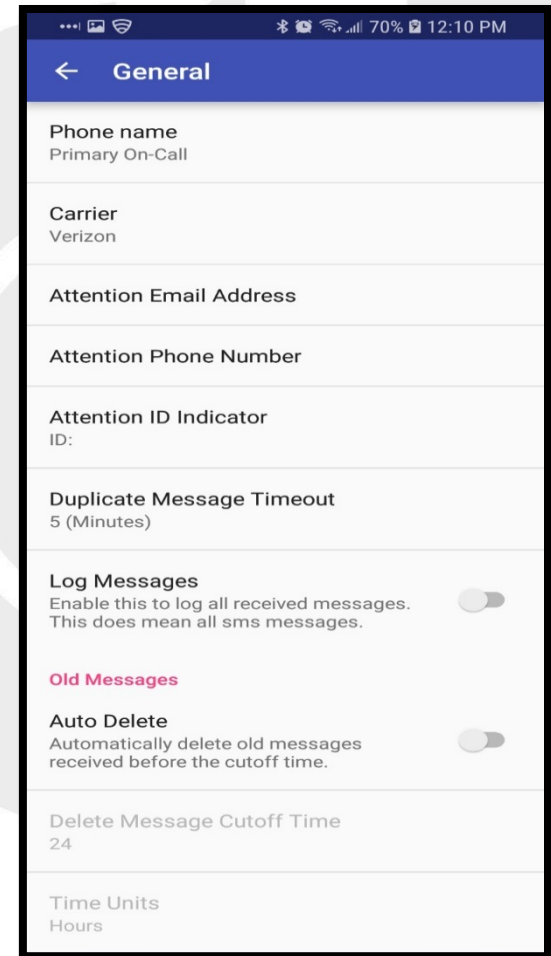 70% 12:10 PM
General
Phone name
Primary On-Call
Carrier
Verizon
Attention Email Address
Attention Phone Number
Attention ID Indicator
ID:
Duplicate Message Timeout
5 (Minutes)
Log Messages
Enable this to log all received messages.
This does mean all sms messages.
Old Messages
Auto Delete
Automatically delete old messages
received before the cutoff time.
Delete Message Cutoff Time
24
Time Units
Hours